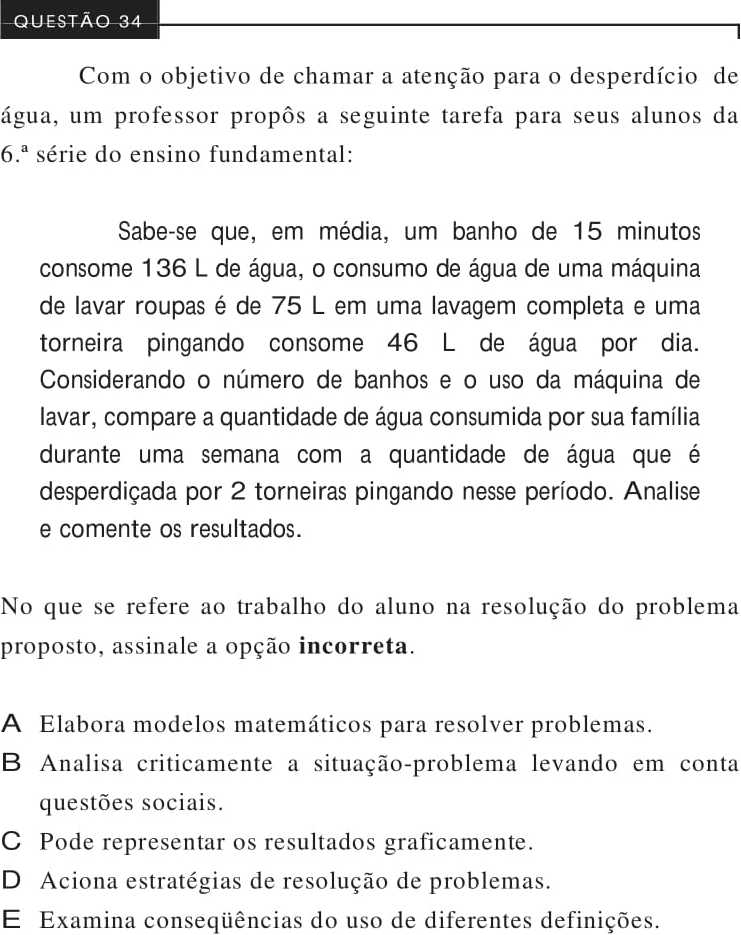 QUESTÃO 34
Com o objetivo de chamar a atenção para o desperdício de
água, um professor propôs a seguinte tarefa para seus alunos da
6.ª série do ensino fundamental:
Sabe-se que, em média, um banho de 15 minutos
consome 136 L de água, o consumo de água de uma máquina
de lavar roupas é de 75 L em uma lavagem completa e uma
torneira pingando consome 46 L de água por dia.
Considerando o número de banhos e o uso da máquina de
lavar, compare a quantidade de água consumida por sua família
durante uma semana com a quantidade de água que é
desperdiçada por 2 torneiras pingando nesse período. Analise
e comente os resultados.
No que se refere ao trabalho do aluno na resolução do problema
proposto, assinale a opção incorreta.
A Elabora modelos matemáticos para resolver problemas.
B Analisa criticamente a situação-problema levando em conta
questões sociais.
C Pode representar os resultados graficamente.
D Aciona estratégias de resolução de problemas.
E Examina conseqüências do uso de diferentes definições.